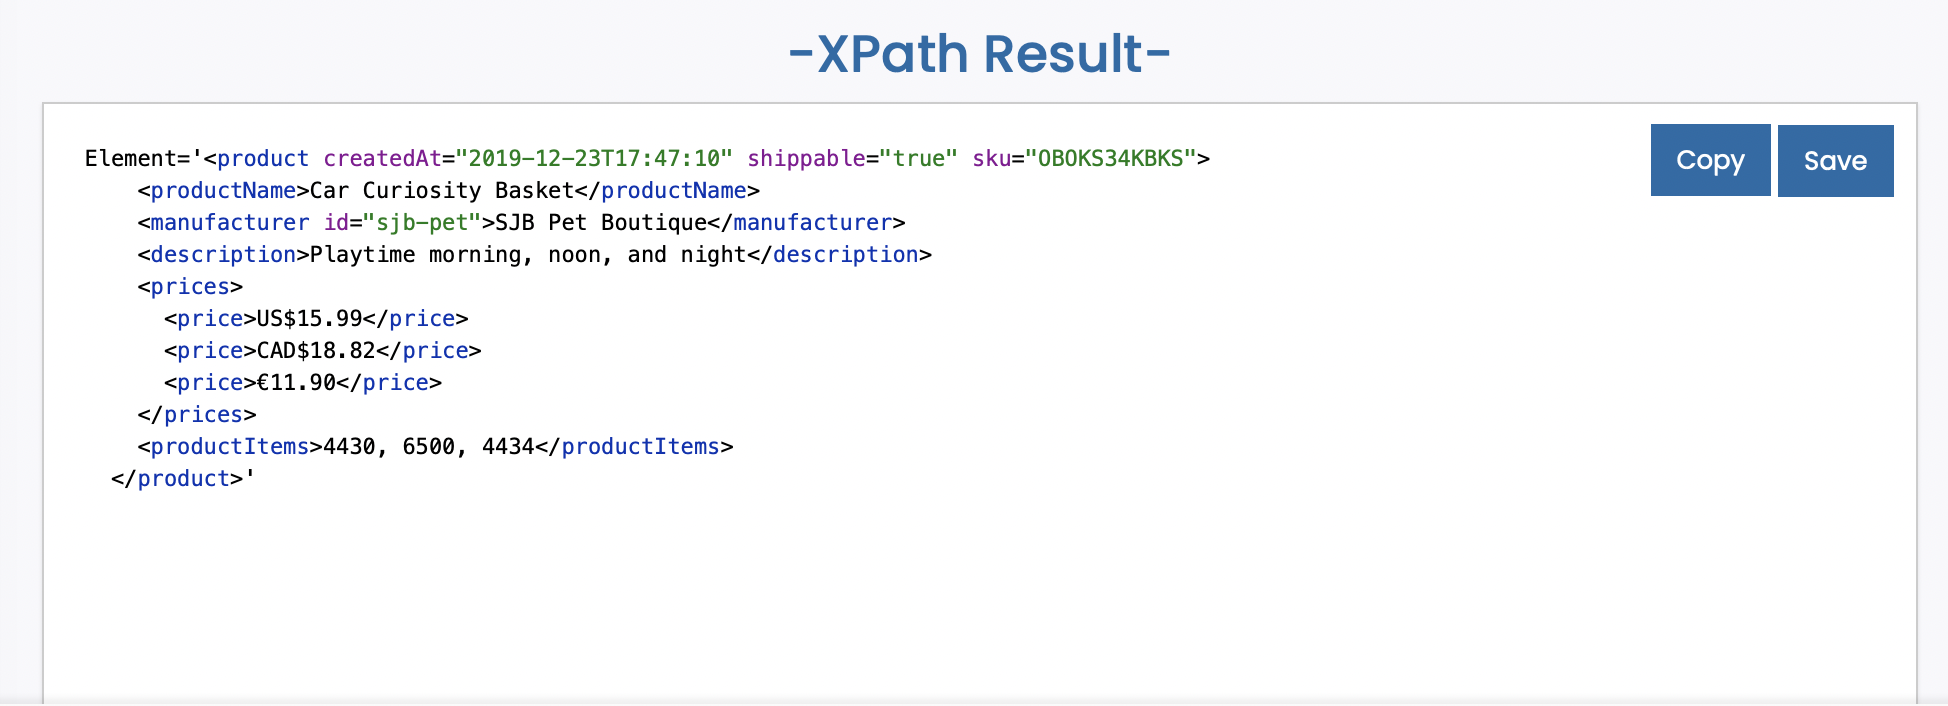 -XPath Result-
Copy
Save
Element='<product createdAt="2019-12-23T17:47:10" shippable="true" sku="OBOKS34KBKS">
    <productName>Car Curiosity Basket</productName>
    <manufacturer id="sjb-pet">SJB Pet Boutique</manufacturer>
    <description>Playtime morning, noon, and night</description>
    <prices>
      <price>US$15.99</price>
      <price>CAD$18.82</price>
      <price>€11.90</price>
    </prices>
    <productItems>4430, 6500, 4434</productItems>
  </product>'